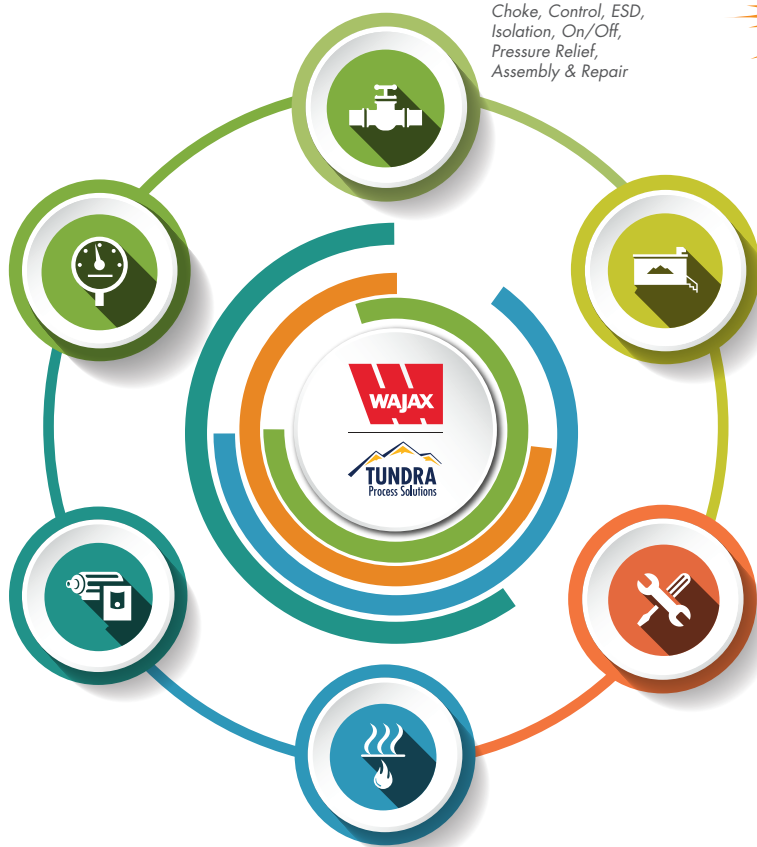 Choke, Control, ESD,
Isolation, On/Off,
Pressure Relief,
Assembly & Repair
WAJAX
TUNDRA
Process Solutions